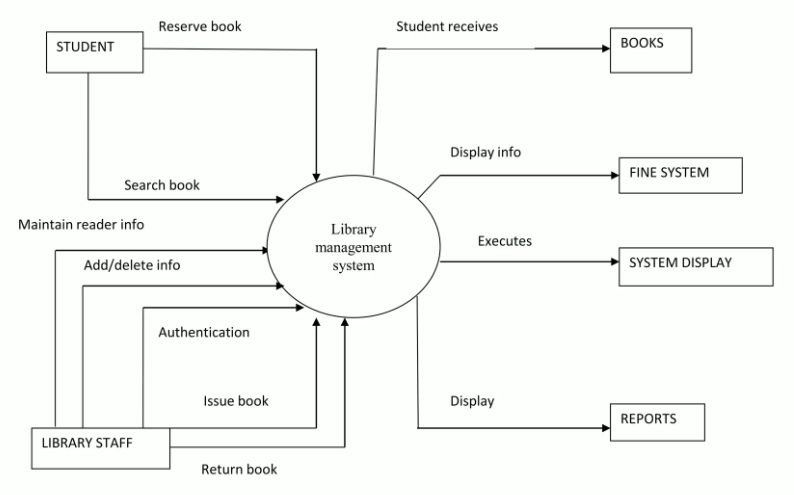 Reserve book
Student receives
STUDENT
BOOKS
Display info
FINE SYSTEM
Search book
Maintain reader info
Library
management
system
Executes
Add/delete info
SYSTEM DISPLAY
Authentication
Issue book
Display
REPORTS
LIBRARY STAFF
Return book